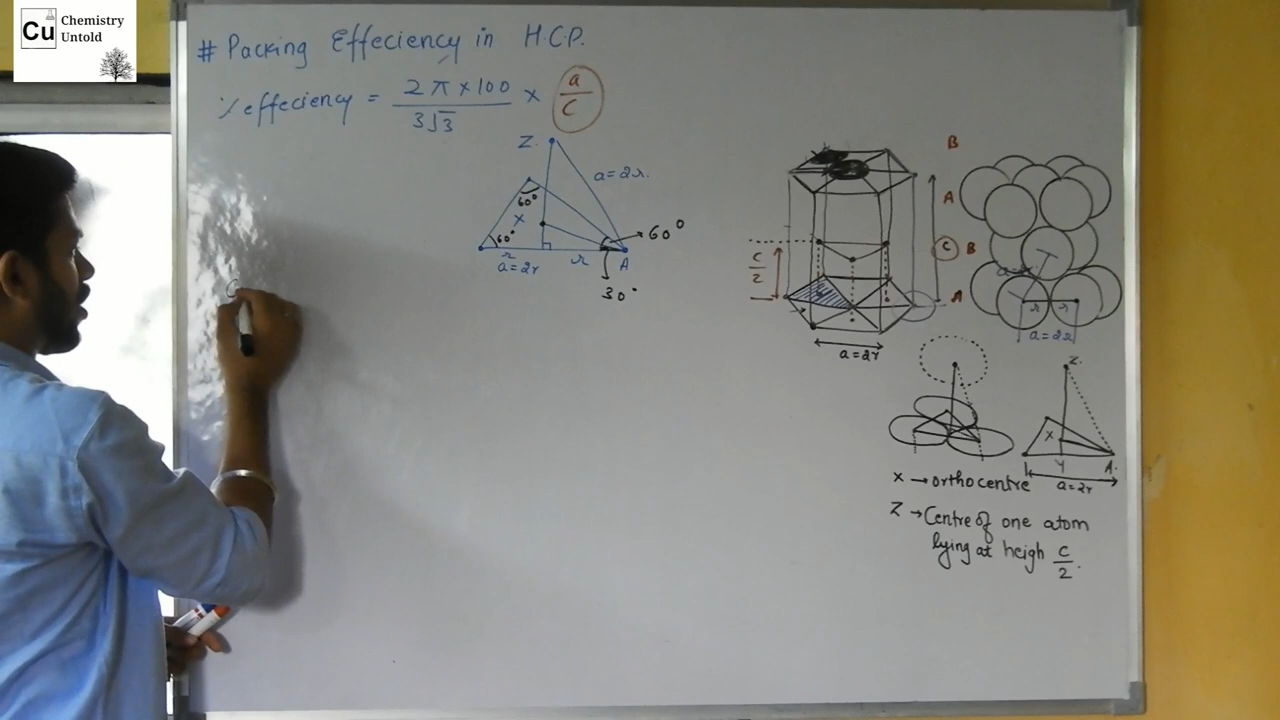 Cu Chemistry
Untold
# Packing Effeciency in H.C.P.
% effeciency = 2π×100 / 3√3 × a / c
Z
a=2r.
60°
x
60°
60°
r
r
A
a=2r
30°
B
A
C
B
A
c/2
a=2r
r
r
a=2r
Z
x
Y
A
a=2r
x → orthocentre
Z → Centre of one atom
lying at heigh c/2.